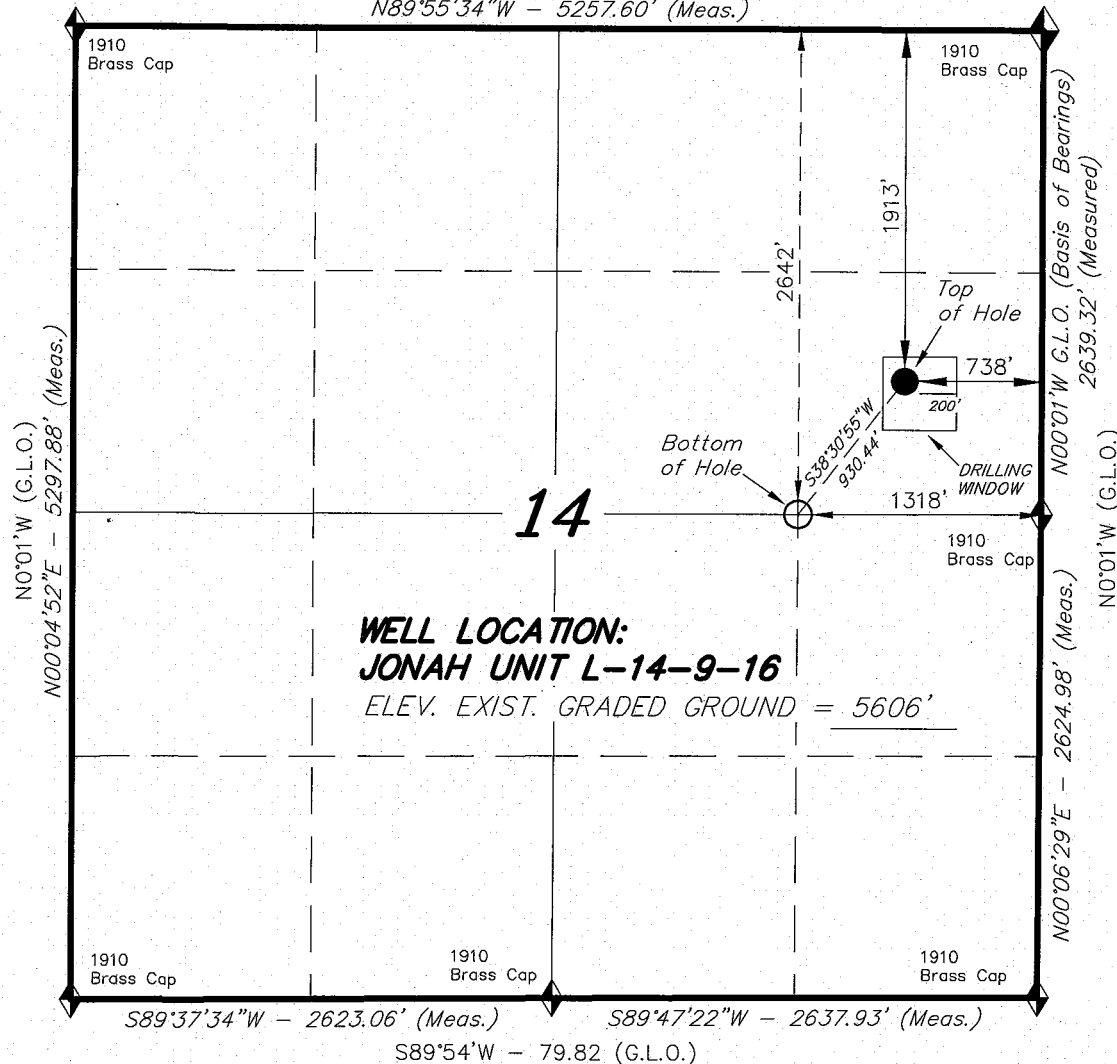 N89°55'34"W - 5257.60' (Meas.)
1910
Brass Cap
1910
Brass Cap
N00°01'W G.L.O. (Basis of Bearings)
2639.32' (Measured)
1913'
2642'
Top
of Hole
738'
200'
S38°30'55"W
930.44'
Bottom
of Hole
DRILLING
WINDOW
1318'
14
1910
Brass Cap
N0°01'W (G.L.O.)
N00°04'52"E - 5297.88' (Meas.)
N0°01'W (G.L.O.)
N00°06'29"E - 2624.98' (Meas.)
WELL LOCATION:
JONAH UNIT L-14-9-16
ELEV. EXIST. GRADED GROUND = 5606'
1910
Brass Cap
1910
Brass Cap
1910
Brass Cap
S89°37'34"W - 2623.06' (Meas.)
S89°47'22"W - 2637.93' (Meas.)
S89°54'W - 79.82 (G.L.O.)